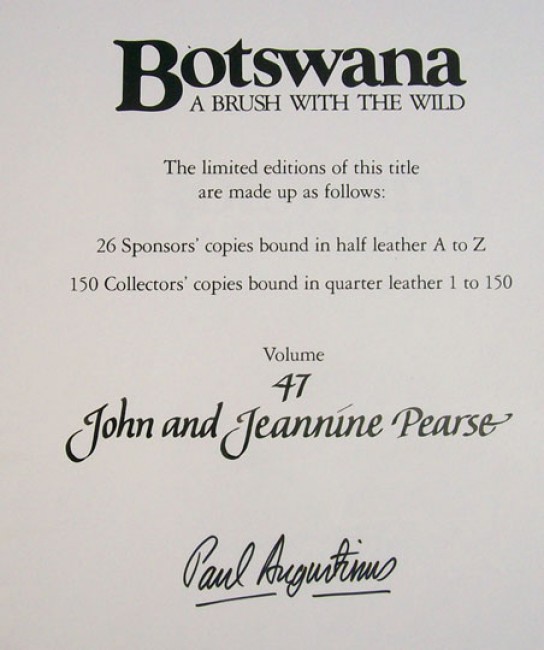 Botswana
A BRUSH WITH THE WILD
The limited editions of this title
are made up as follows:
26 Sponsors' copies bound in half leather A to Z
150 Collectors' copies bound in quarter leather 1 to 150
Volume
47
John and Jeannine Pearse
Paul Augustinus